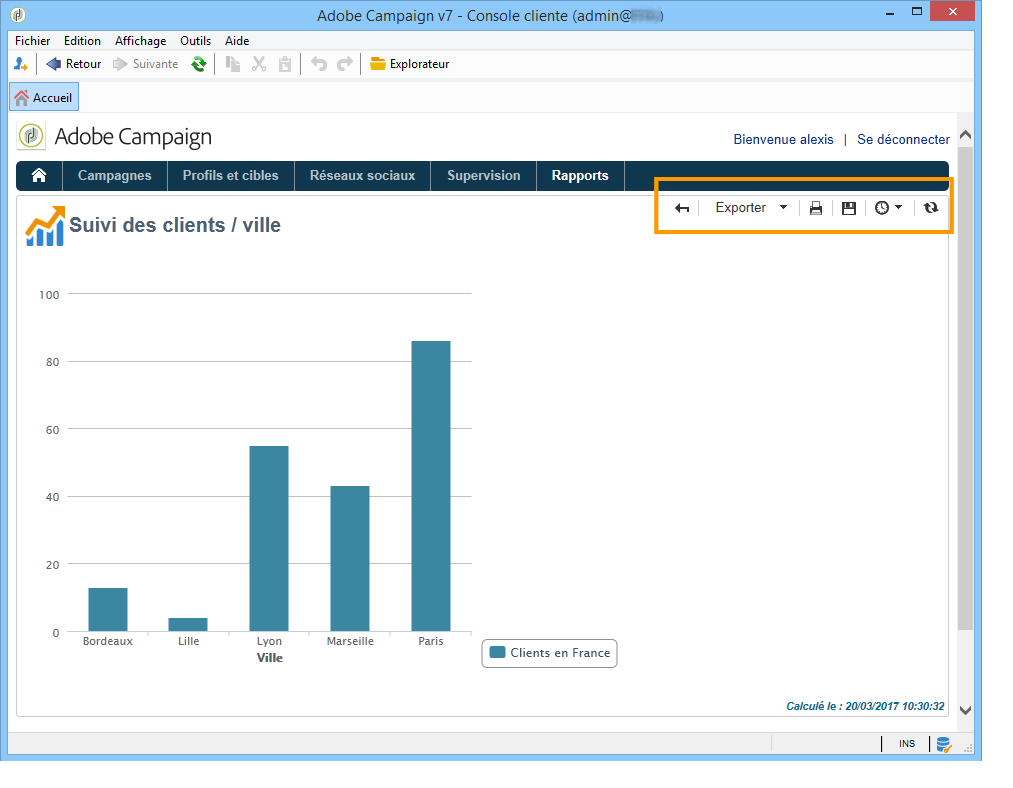 Adobe Campaign v7 - Console cliente (admin@
Fichier Edition Affichage Outils Aide
Retour Suivante Explorateur
Accueil
Adobe Campaign
Bienvenue alexis | Se déconnecter
Campagnes Profils et cibles Réseaux sociaux Supervision Rapports
Exporter
Suivi des clients / ville
100
80
60
40
20
0
Bordeaux Lille Lyon Marseille Paris
Ville
Clients en France
Calculé le : 20/03/2017 10:30:32
INS